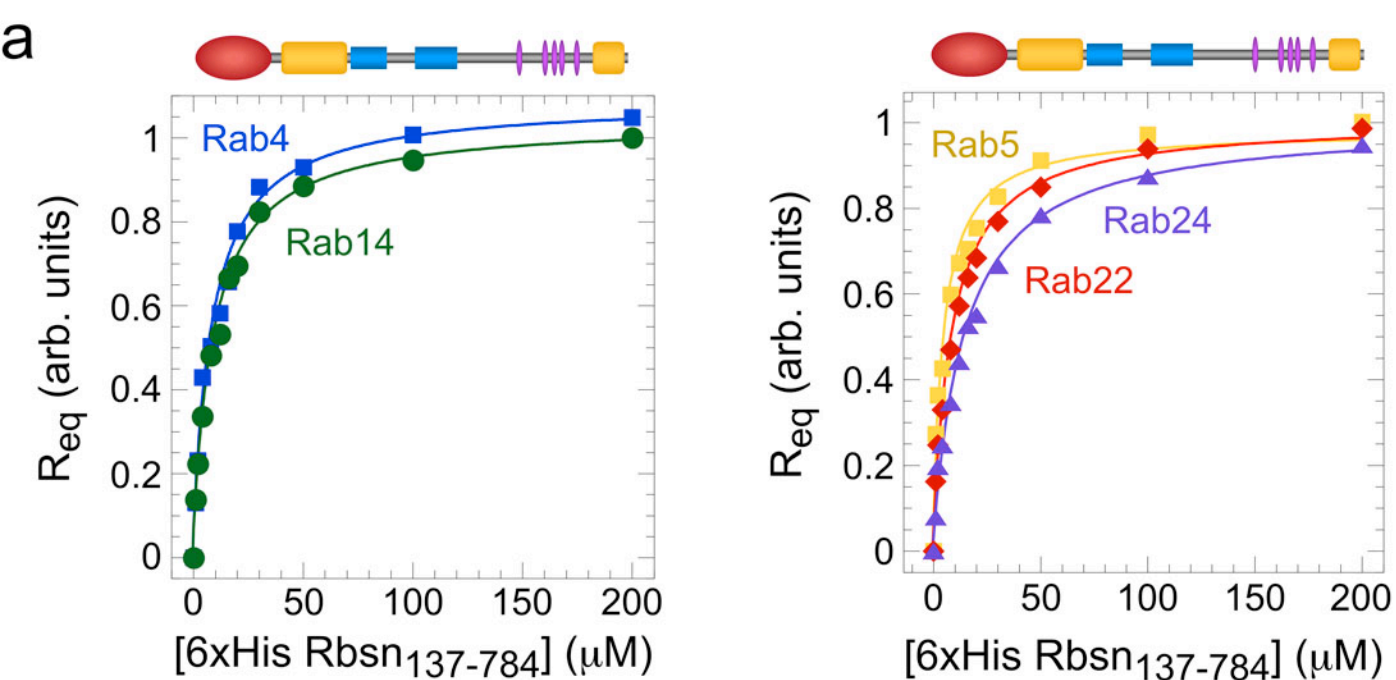 a
Rab4
Rab14
R_eq (arb. units)
1
0.8
0.6
0.4
0.2
0
0 50 100 150 200
[6xHis Rbsn137-784] (μM)
Rab5
Rab24
Rab22
R_eq (arb. units)
1
0.8
0.6
0.4
0.2
0
0 50 100 150 200
[6xHis Rbsn137-784] (μM)